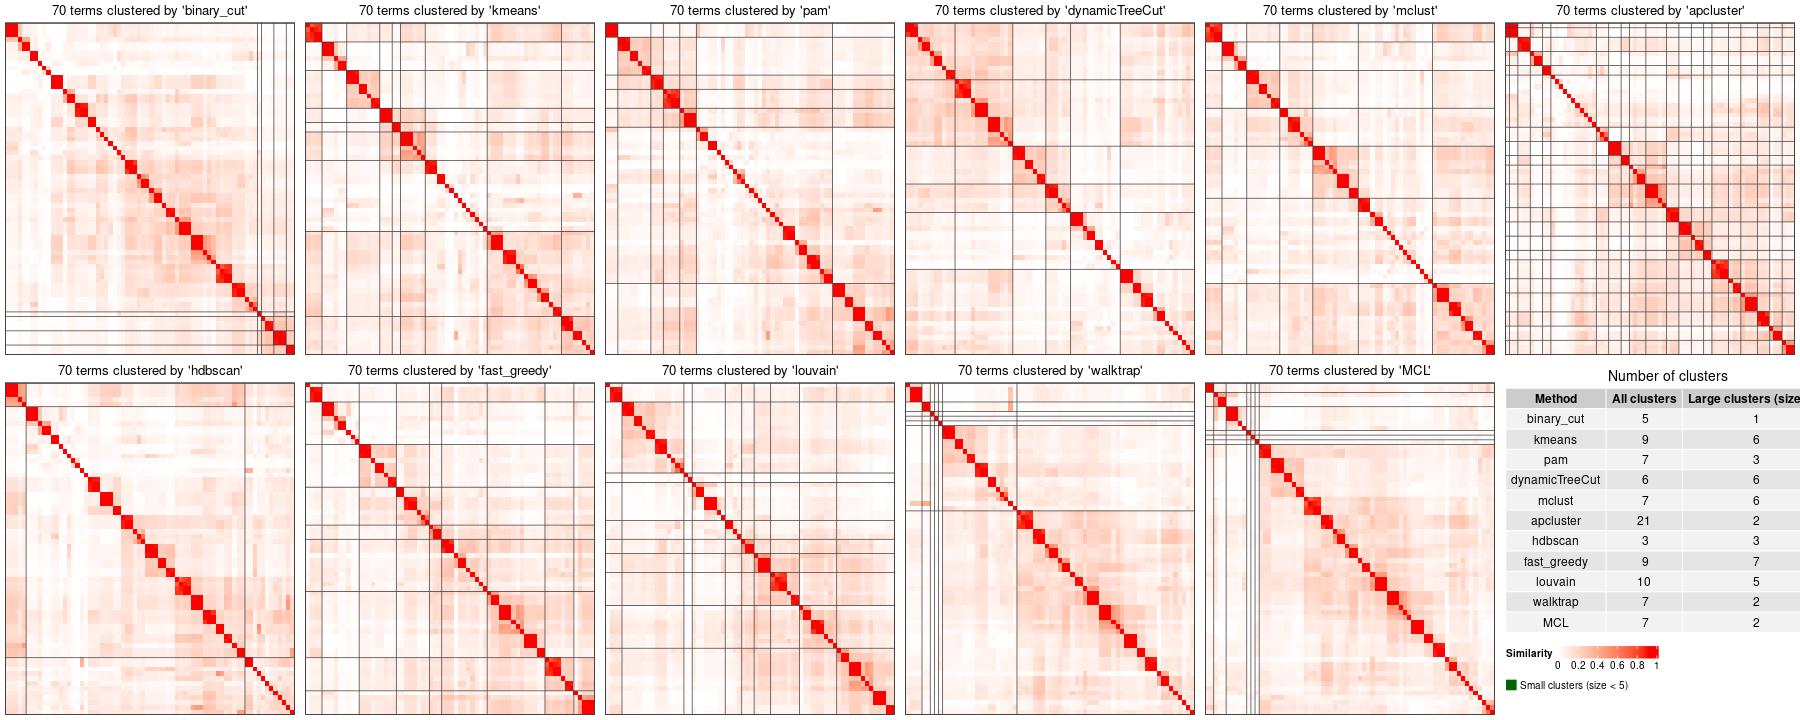 70 terms clustered by 'binary_cut'
70 terms clustered by 'kmeans'
70 terms clustered by 'pam'
70 terms clustered by 'dynamicTreeCut'
70 terms clustered by 'mclust'
70 terms clustered by 'apcluster'
70 terms clustered by 'hdbscan'
70 terms clustered by 'fast_greedy'
70 terms clustered by 'louvain'
70 terms clustered by 'walktrap'
70 terms clustered by 'MCL'
Number of clusters
Method All clusters Large clusters (size
binary_cut 5 1
kmeans 9 6
pam 7 3
dynamicTreeCut 6 6
mclust 7 6
apcluster 21 2
hdbscan 3 3
fast_greedy 9 7
louvain 10 5
walktrap 7 2
MCL 7 2
Similarity
0 0.2 0.4 0.6 0.8 1
Small clusters (size < 5)